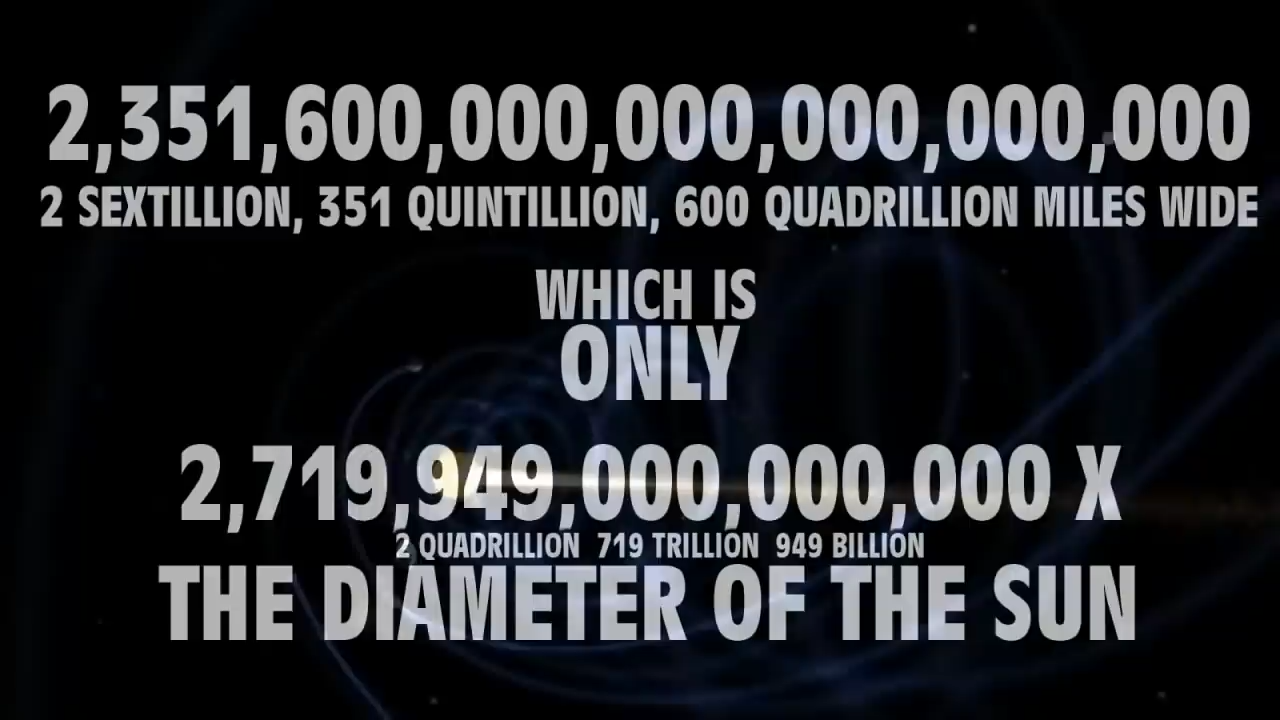 2,351,600,000,000,000,000,000
2 SEXTILLION, 351 QUINTILLION, 600 QUADRILLION MILES WIDE
WHICH IS
ONLY
2,719,949,000,000,000 X
2 QUADRILLION 719 TRILLION 949 BILLION
THE DIAMETER OF THE SUN